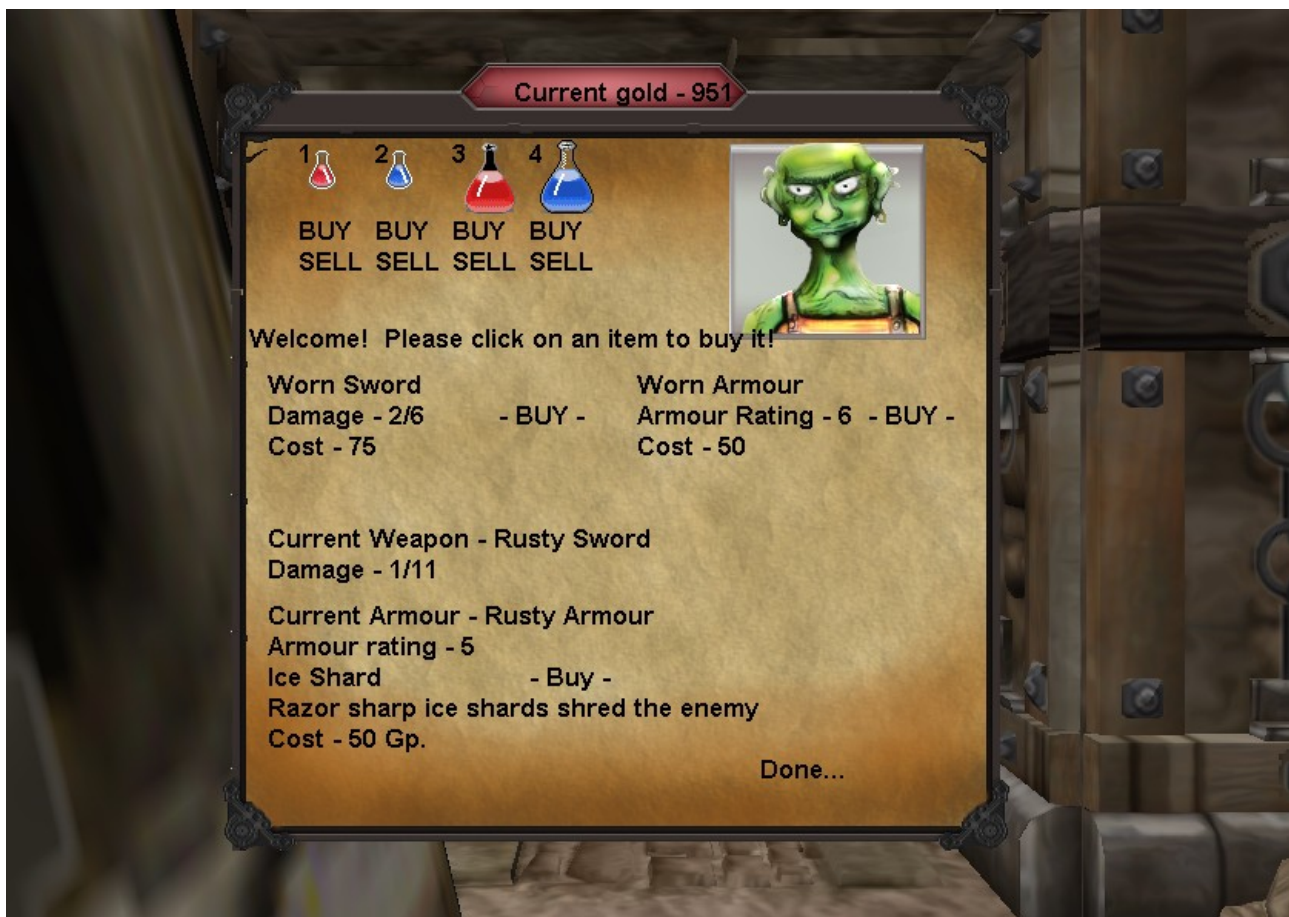 Current gold - 951
1 2 3 4
BUY BUY BUY BUY
SELL SELL SELL SELL
Welcome!  Please click on an item to buy it!
Worn Sword Worn Armour
Damage - 2/6 - BUY - Armour Rating - 6 - BUY -
Cost - 75 Cost - 50
Current Weapon - Rusty Sword
Damage - 1/11
Current Armour - Rusty Armour
Armour rating - 5
Ice Shard - Buy -
Razor sharp ice shards shred the enemy
Cost - 50 Gp.
Done...